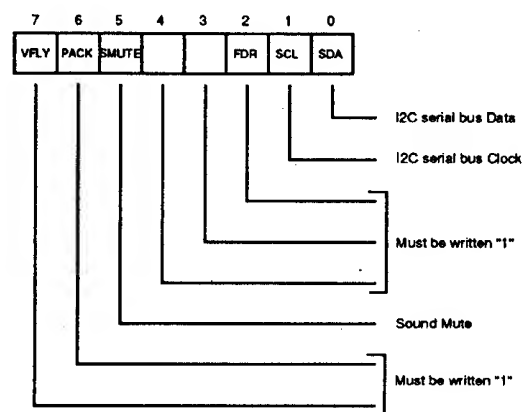 7 6 5 4 3 2 1 0
VFLY PACK SMUTE FDR SCL SDA
I2C serial bus Data
I2C serial bus Clock
Must be written "1"
Sound Mute
Must be written "1"